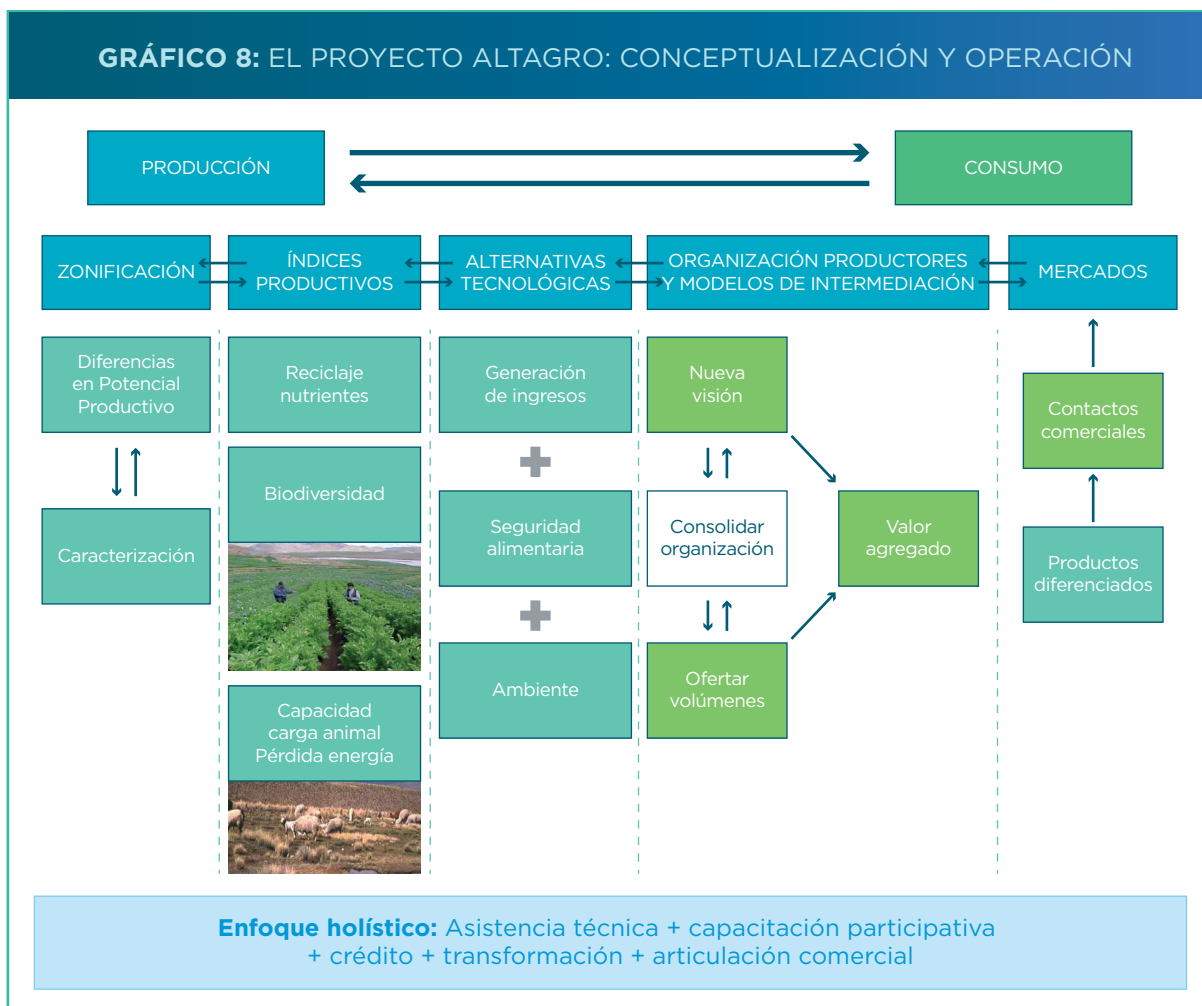 GRÁFICO 8: EL PROYECTO ALTAGRO: CONCEPTUALIZACIÓN Y OPERACIÓN
PRODUCCIÓN
CONSUMO
ZONIFICACIÓN
ÍNDICES
PRODUCTIVOS
ALTERNATIVAS
TECNOLÓGICAS
ORGANIZACIÓN PRODUCTORES
Y MODELOS DE INTERMEDIACIÓN
MERCADOS
Diferencias
en Potencial
Productivo
Caracterización
Reciclaje
nutrientes
Biodiversidad
Capacidad
carga animal
Pérdida energía
Generación
de ingresos
Seguridad
alimentaria
Ambiente
Nueva
visión
Consolidar
organización
Ofertar
volúmenes
Valor
agregado
Contactos
comerciales
Productos
diferenciados
Enfoque holístico: Asistencia técnica + capacitación participativa
+ crédito + transformación + articulación comercial